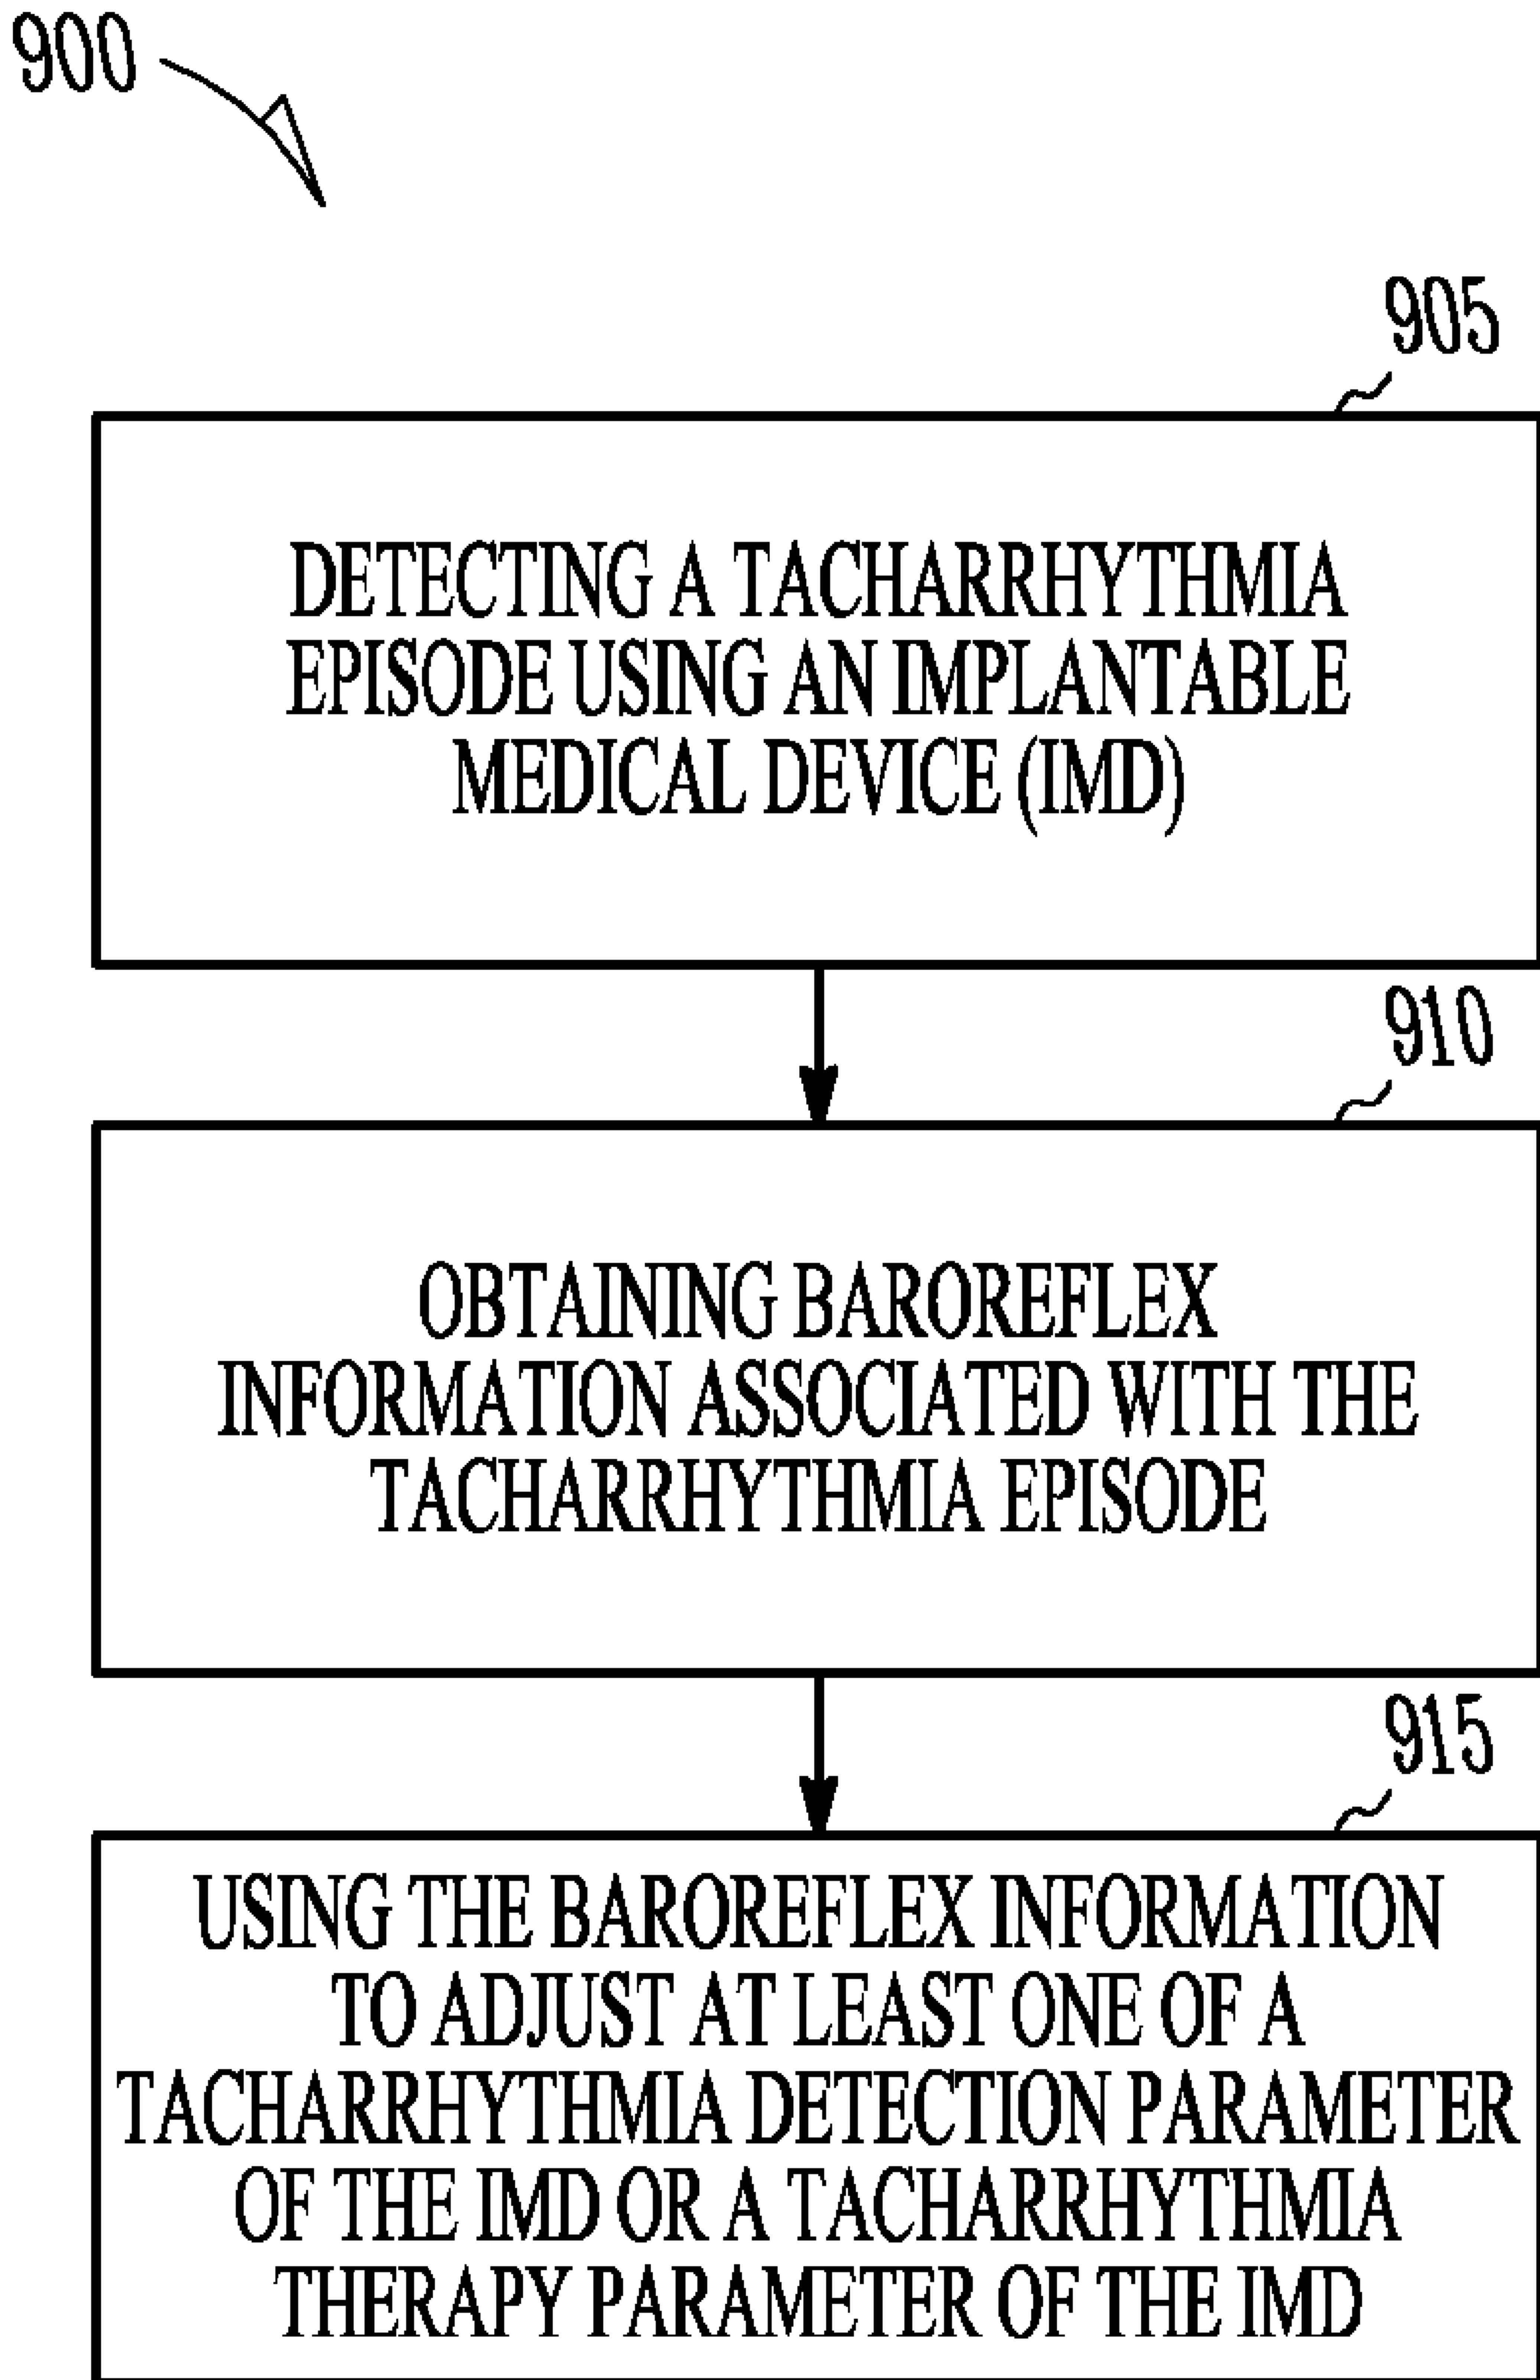 900
905
DETECTING A TACHARRHYTHMIA
EPISODE USING AN IMPLANTABLE
MEDICAL DEVICE (IMD)
910
OBTAINING BAROREFLEX
INFORMATION ASSOCIATED WITH THE
TACHARRHYTHMIA EPISODE
915
USING THE BAROREFLEX INFORMATION
TO ADJUST AT LEAST ONE OF A
TACHARRHYTHMIA DETECTION PARAMETER
OF THE IMD OR A TACHARRHYTHMIA
THERAPY PARAMETER OF THE IMD